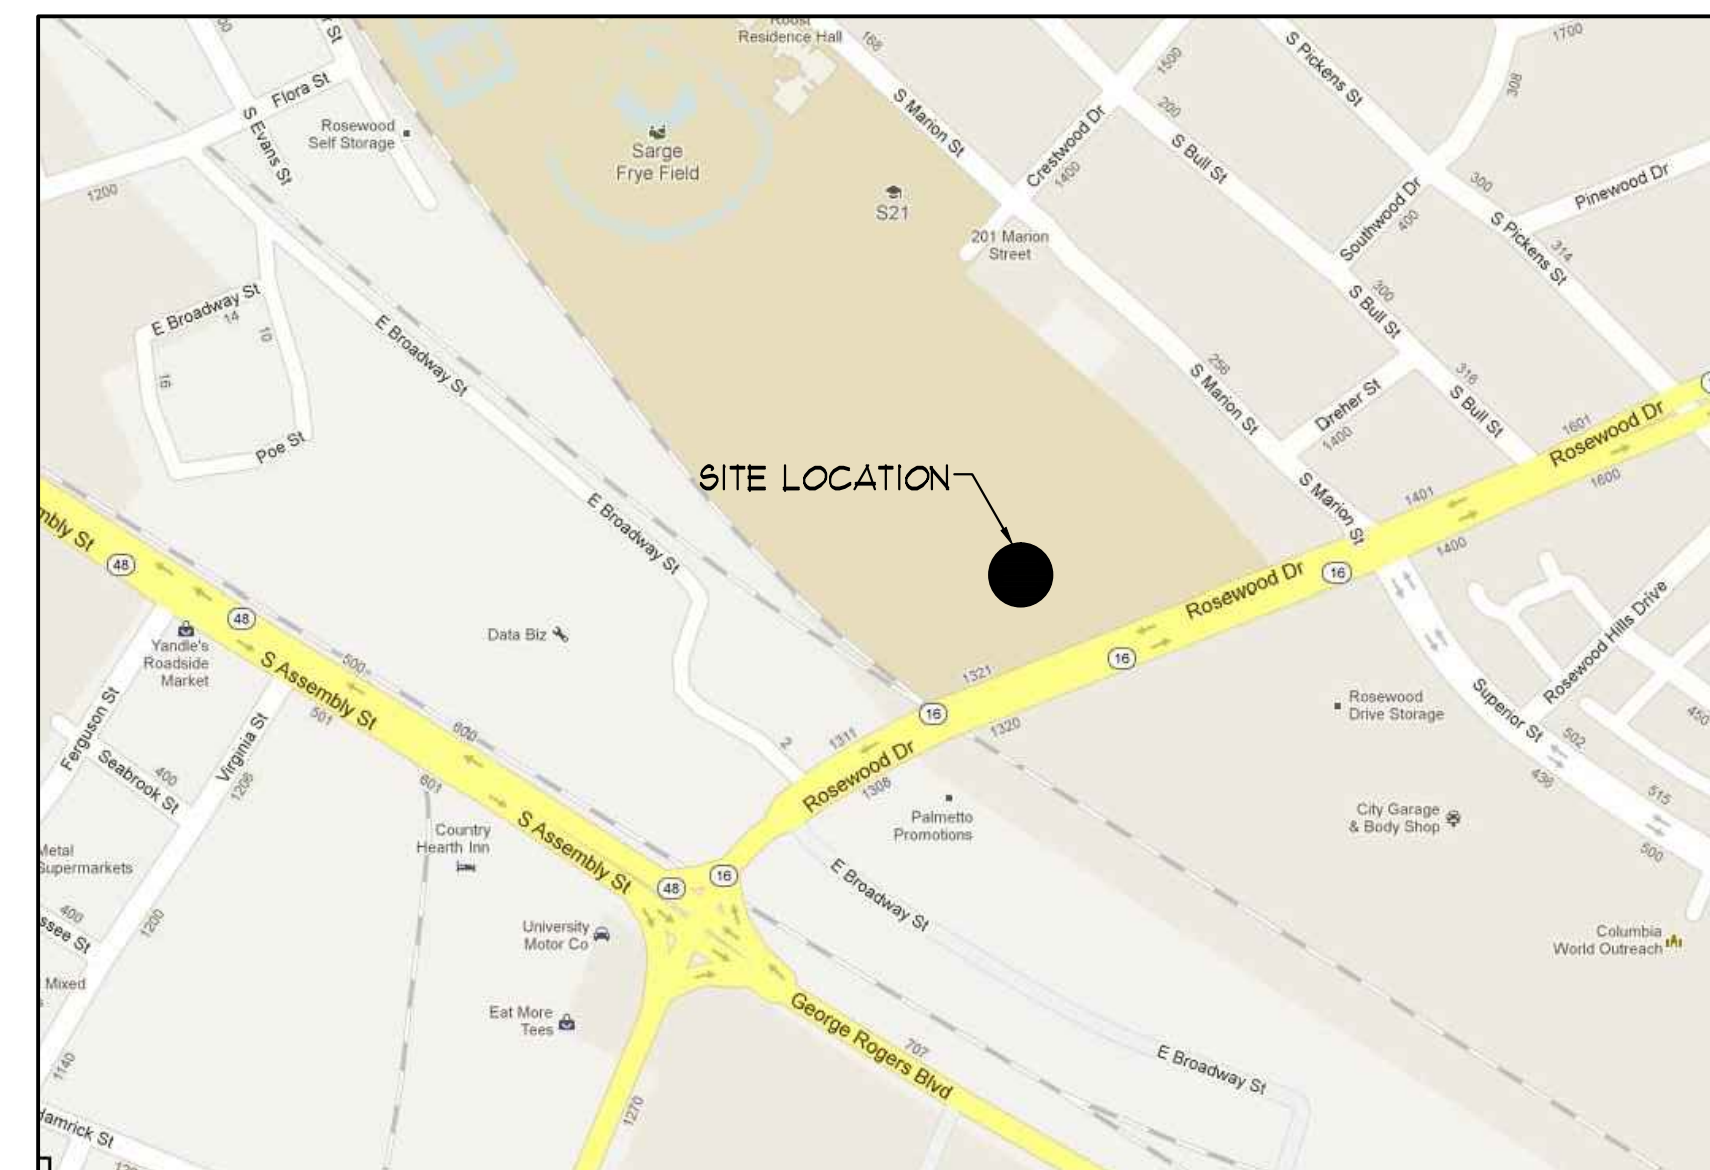 Roost
Residence Hall
168
S Marion St
1500
Crestwood Dr
1400
200
S Bull St
S Pickens St
308
1700
300
Pinewood Dr
Southwood Dr
400
S Pickens St
314
Flora St
S Evans St
Rosewood
Self Storage
1200
Sarge
Frye Field
S21
201 Marion
Street
E Broadway St
14
10
16
Poe St
E Broadway St
300
S Bull St
256
S Marion St
Dreher St
1400
316
S Bull St
1601
Rosewood Dr
1600
SITE LOCATION
E Broadway St
S Marion St
1401
1400
Rosewood Dr
16
16
1321
16
1320
48
48
Yandle's
Roadside
Market
Data Biz
500
S Assembly St
501
600
601
Ferguson St
Seabrook St
400
Virginia St
1206
2
1311
Rosewood Dr
1308
Rosewood
Drive Storage
Rosewood Hills Drive
Superior St
502
436
450
515
500
Palmetto
Promotions
City Garage
& Body Shop
Country
Hearth Inn
S Assembly St
48
16
E Broadway St
Metal
Supermarkets
400
1200
Mixed
University
Motor Co
Columbia
World Outreach
Eat More
Tees
George Rogers Blvd
707
E Broadway St
1140
1270